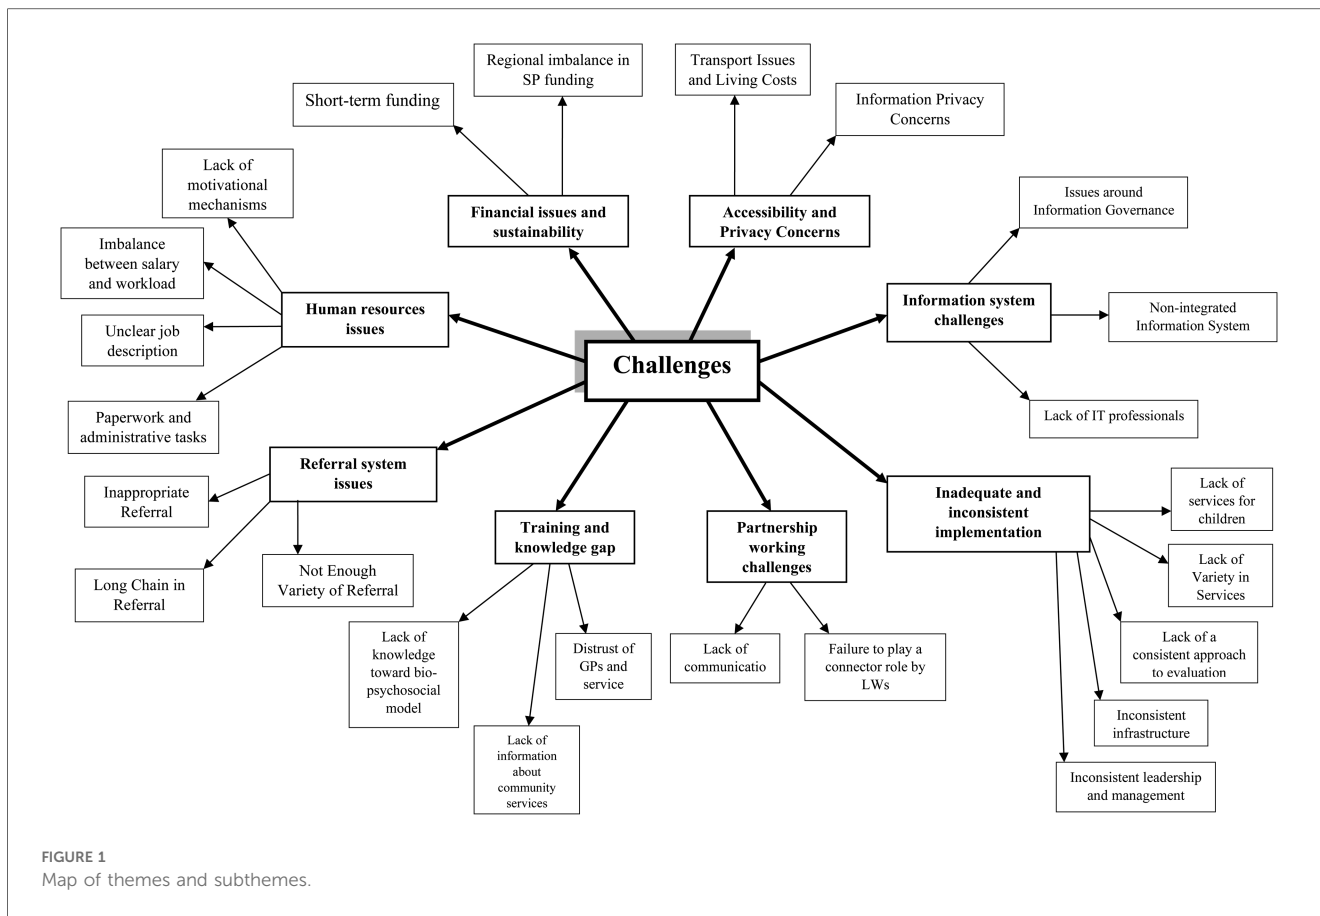 Regional imbalance in
SP funding
Transport Issues
and Living Costs
Short-term funding
Information Privacy
Concerns
Lack of
motivational
mechanisms
Issues around
Information Governance
Financial issues and
sustainability
Accessibility and
Privacy Concerns
Imbalance
between salary
and workload
Human resources
issues
Information system
challenges
Non-integrated
Information System
Unclear job
description
Challenges
Paperwork and
administrative tasks
Lack of IT professionals
Referral system
issues
Inappropriate
Referral
Inadequate and
inconsistent
implementation
Lack of
services for
children
Training and
knowledge gap
Partnership
working
challenges
Long Chain in
Referral
Not Enough
Variety of Referral
Lack of
Variety in
Services
Lack of
knowledge
toward bio-
psychosocial
model
Distrust of
GPs and
service
Lack of
communicatio
Failure to play a
connector role by
LWs
Lack of a
consistent approach
to evaluation
Inconsistent
infrastructure
Lack of
information
about
community
services
Inconsistent leadership
and management
FIGURE 1
Map of themes and subthemes.